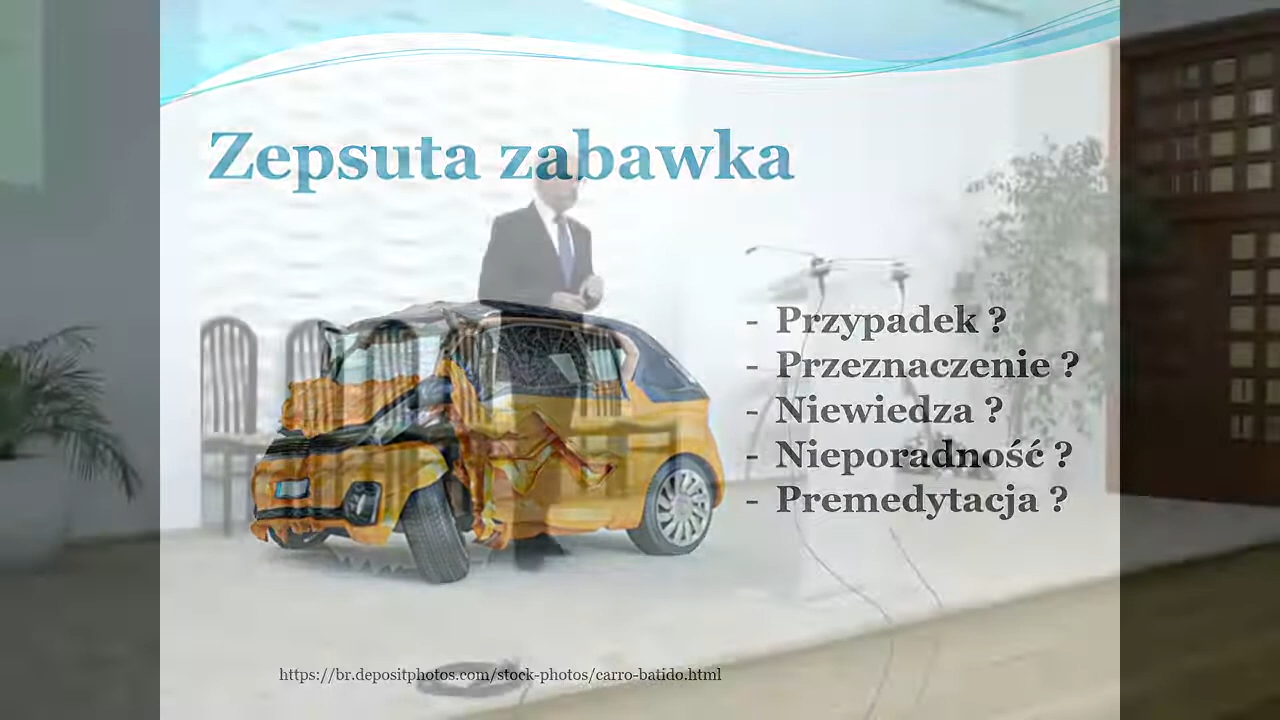 Zepsuta zabawka
- Przypadek ?
- Przeznaczenie ?
- Niewiedza ?
- Nieporadność ?
- Premedytacja ?
https://br.depositphotos.com/stock-photos/carro-batido.html